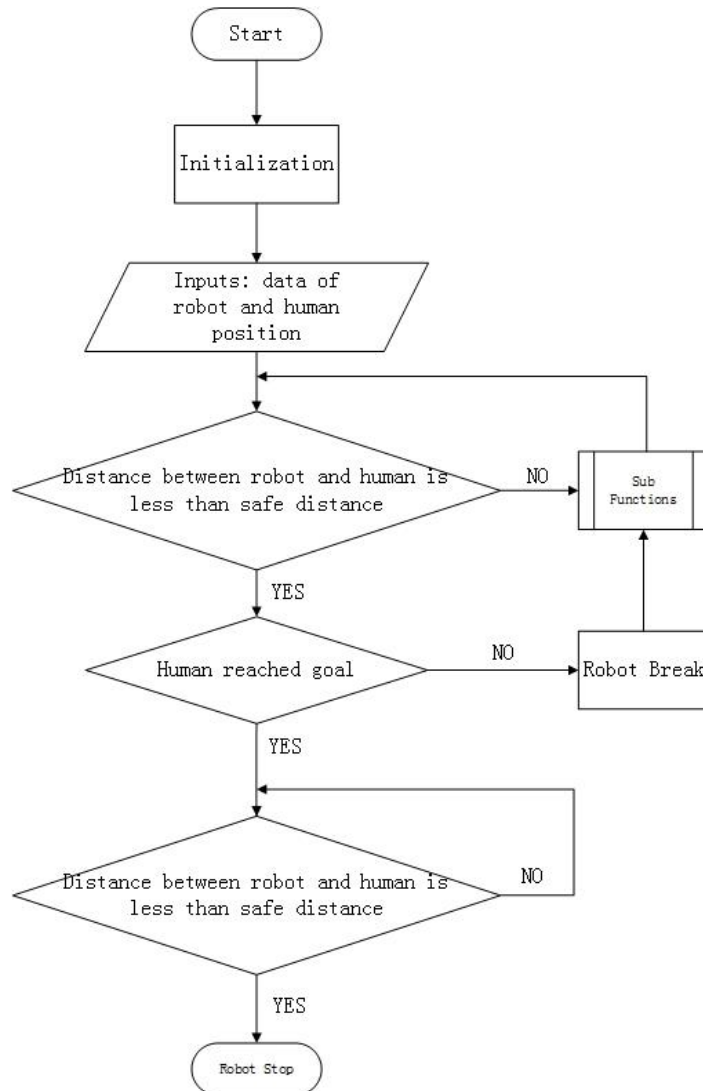 Start
Initialization
Inputs: data of
robot and human
position
Distance between robot and human is
less than safe distance
NO
Sub
Functions
YES
Human reached goal
NO
Robot Break
YES
Distance between robot and human is
less than safe distance
NO
YES
Robot Stop